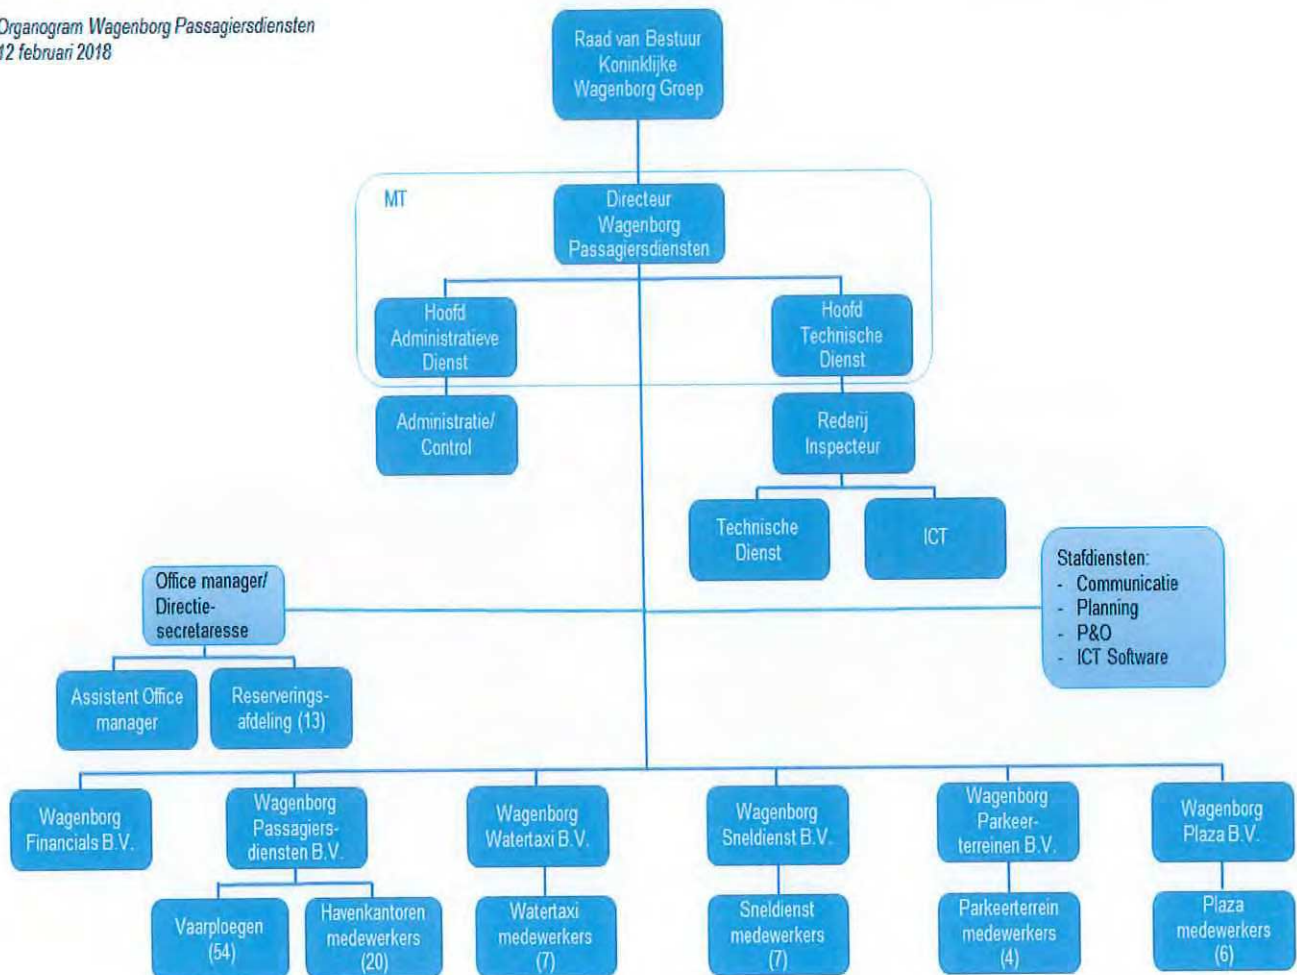 Organogram Wagenborg Passagiersdiensten
12 februari 2018
Raad van Bestuur
Koninklijke
Wagenborg Groep
MT
Directeur
Wagenborg
Passagiersdiensten
Hoofd
Administratieve
Dienst
Hoofd
Technische
Dienst
Administratie/
Control
Rederij
Inspecteur
Technische
Dienst
ICT
Office manager/
Directie-
secretaresse
Stafdiensten:
- Communicatie
- Planning
- P&O
- ICT Software
Assistent Office
manager
Reserverings-
afdeling (13)
Wagenborg
Financials B.V.
Wagenborg
Passagiers-
diensten B.V.
Wagenborg
Watertaxi B.V.
Wagenborg
Sneldienst B.V.
Wagenborg
Parkeer-
terreinen B.V.
Wagenborg
Plaza B.V.
Vaarploegen
(54)
Havenkantoren
medewerkers
(20)
Watertaxi
medewerkers
(7)
Sneldienst
medewerkers
(7)
Parkeerterrein
medewerkers
(4)
Plaza
medewerkers
(6)